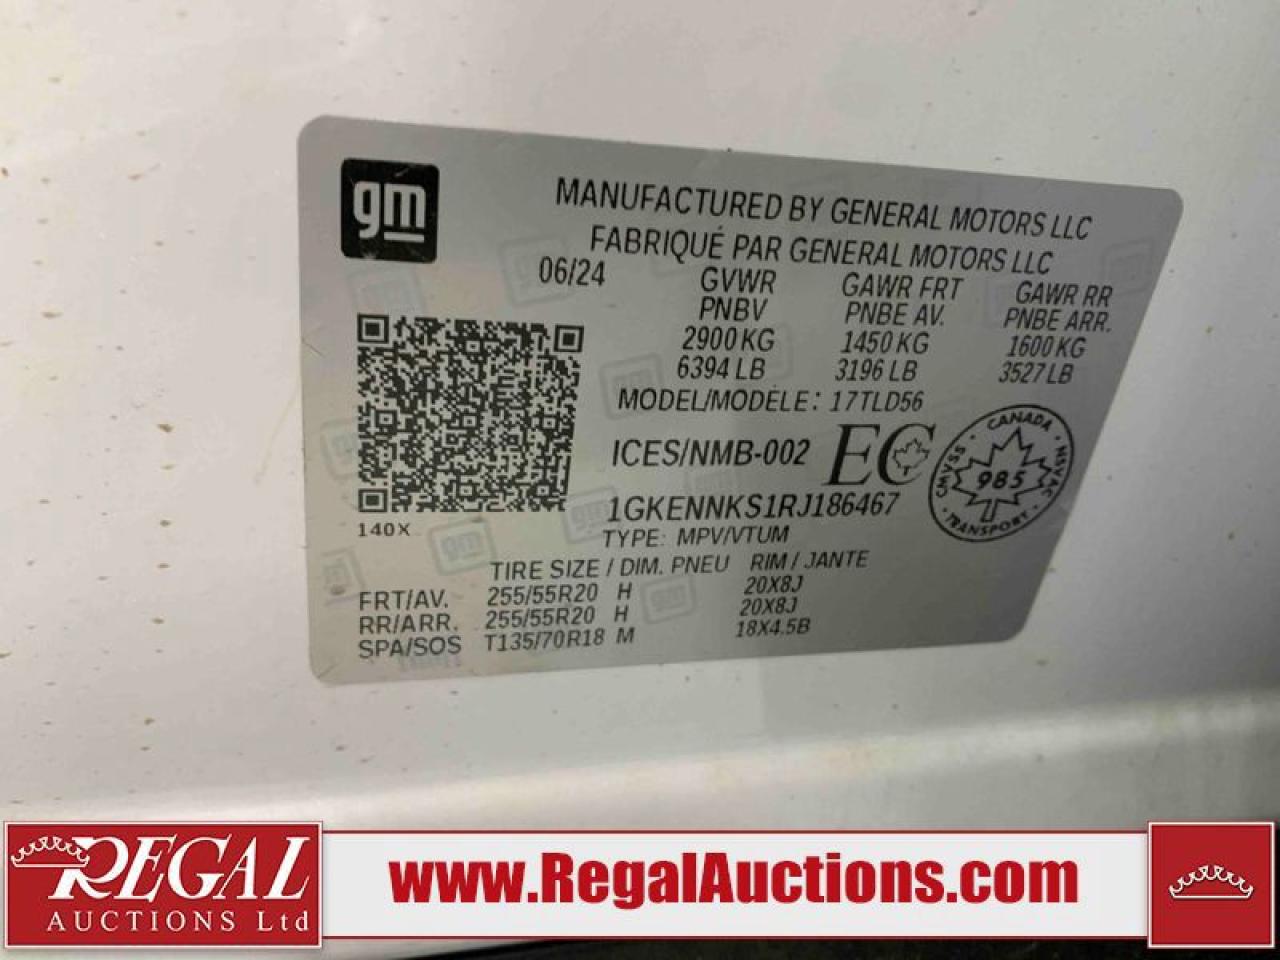 gm
MANUFACTURED BY GENERAL MOTORS LLC
FABRIQUÉ PAR GENERAL MOTORS LLC
06/24 GVWR GAWR FRT GAWR RR
PNBV PNBE AV. PNBE ARR.
2900 KG 1450 KG 1600 KG
6394 LB 3196 LB 3527 LB
MODEL/MODÈLE: 17TLD56
ICES/NMB-002 EC
CANADA
CMVSS 985 NSVAC
TRANSPORT
1GKENNKS1RJ186467
140X
TYPE: MPV/VTUM
TIRE SIZE / DIM. PNEU RIM / JANTE
FRT/AV. 255/55R20 H 20X8J
RR/ARR. 255/55R20 H 20X8J
SPA/SOS T135/70R18 M 18X4.5B
REGAL
AUCTIONS Ltd
www.RegalAuctions.com